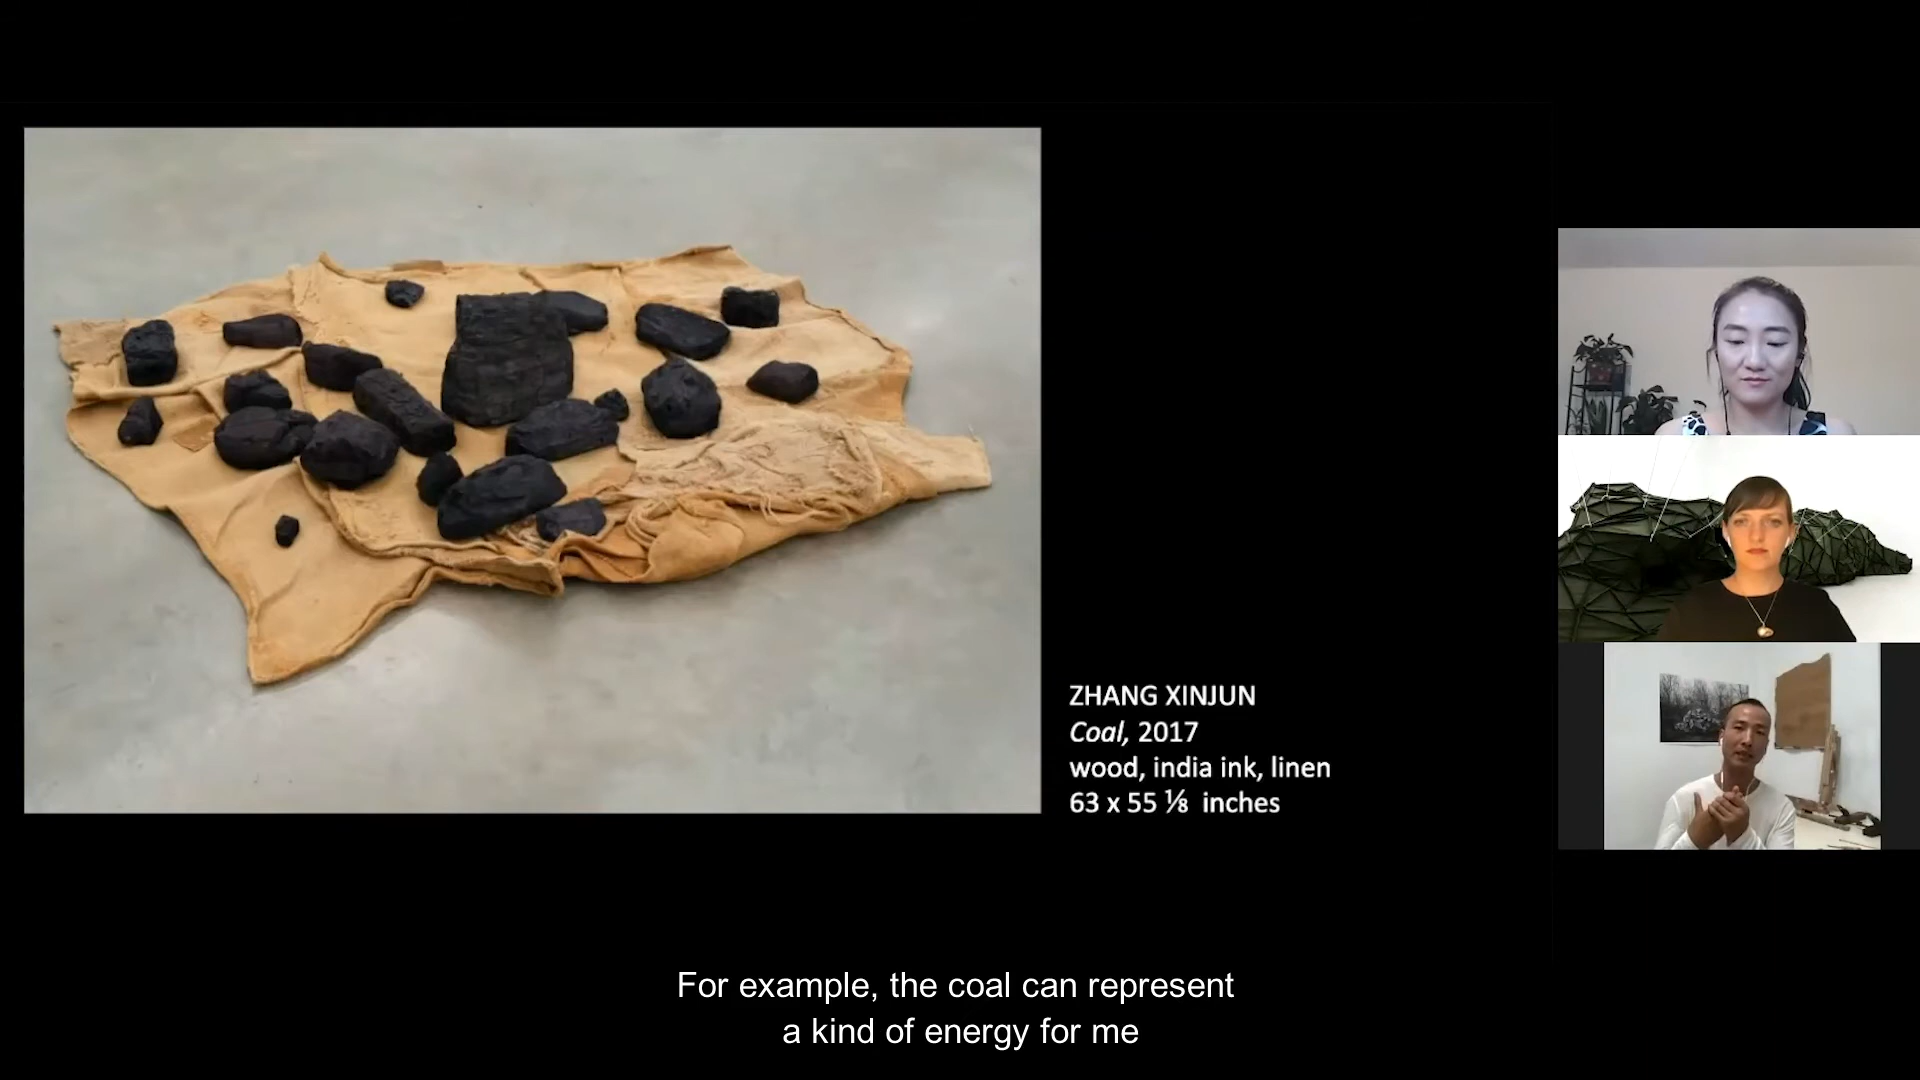 ZHANG XINJUN
Coal, 2017
wood, india ink, linen
63 x 55 ⅛ inches
For example, the coal can represent
a kind of energy for me